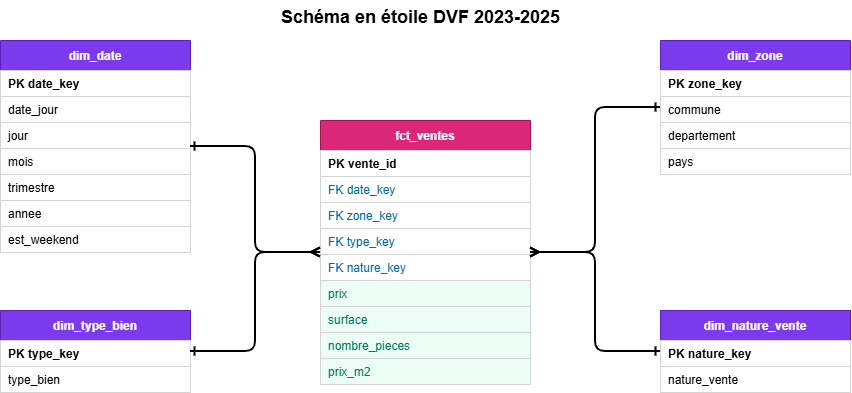 Schéma en étoile DVF 2023-2025
dim_date
PK date_key
date_jour
jour
mois
trimestre
annee
est_weekend
dim_type_bien
PK type_key
type_bien
fct_ventes
PK vente_id
FK date_key
FK zone_key
FK type_key
FK nature_key
prix
surface
nombre_pieces
prix_m2
dim_zone
PK zone_key
commune
departement
pays
dim_nature_vente
PK nature_key
nature_vente